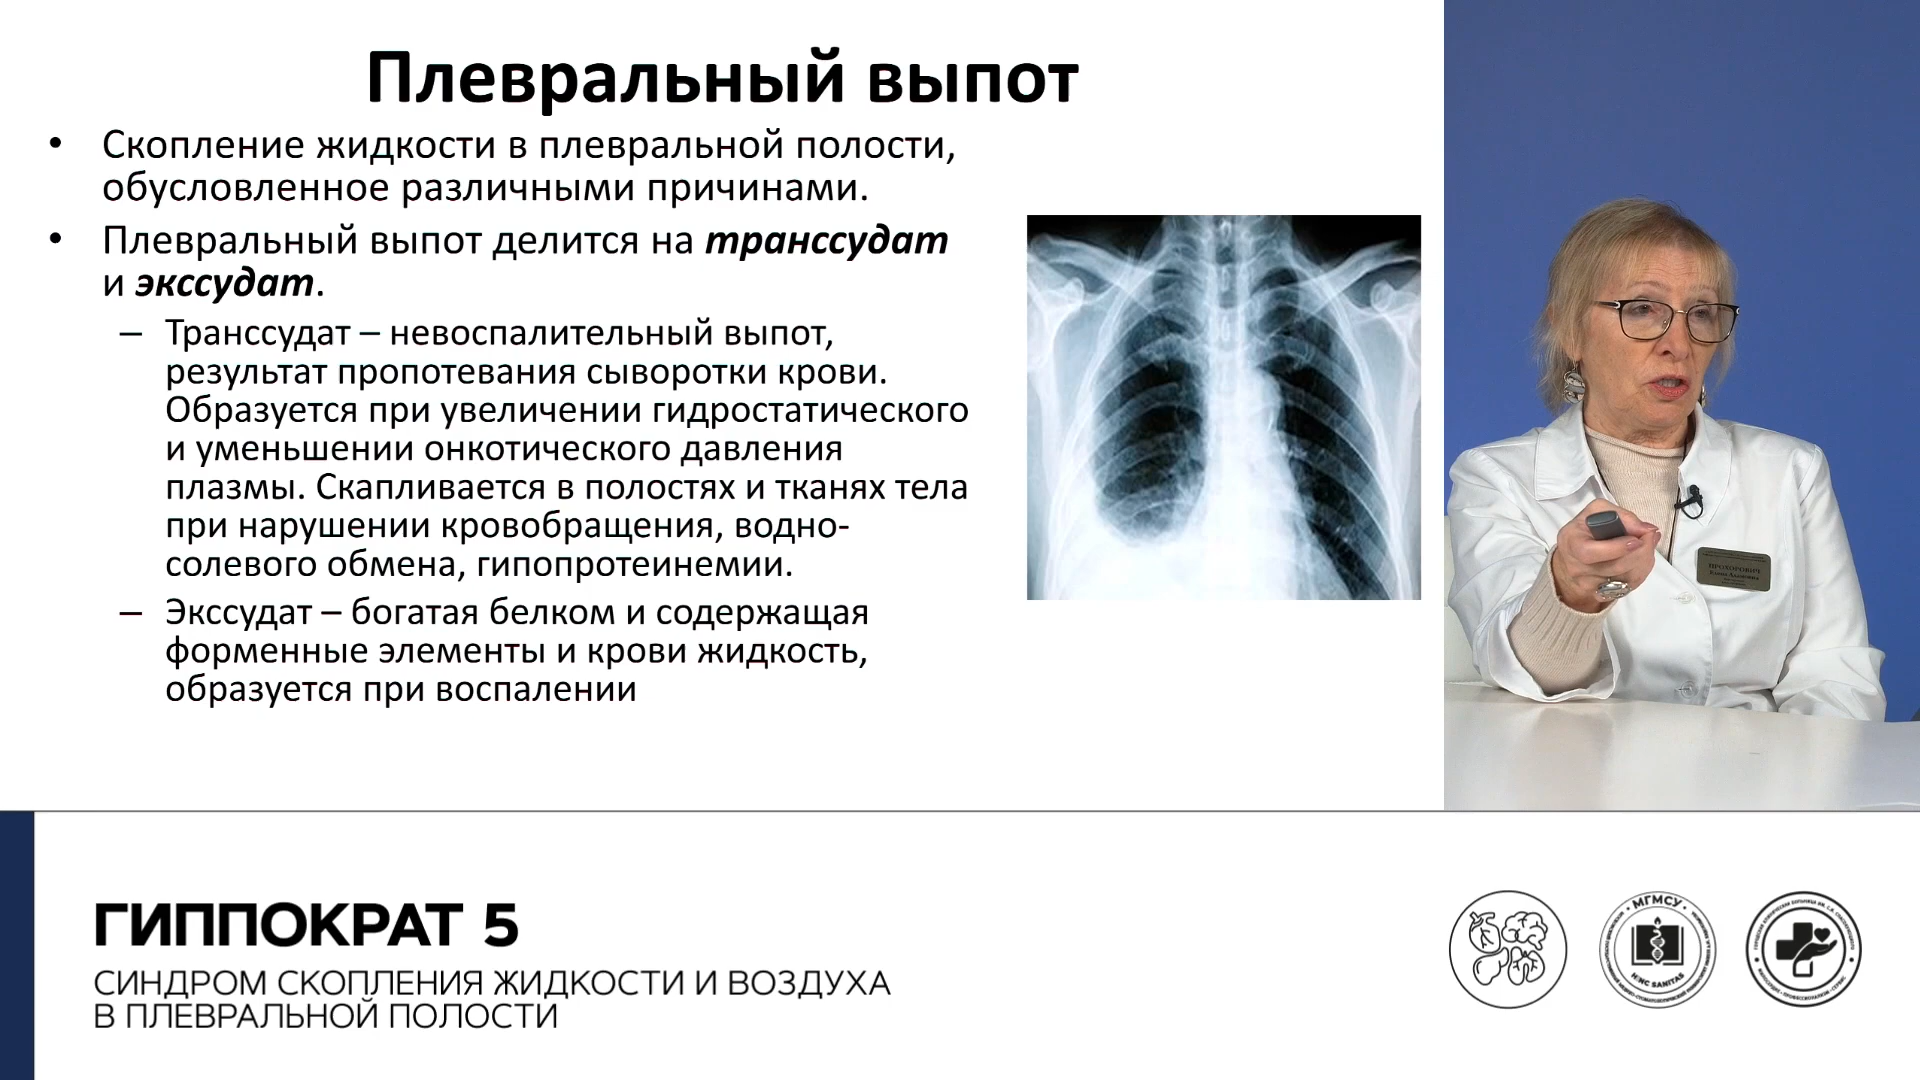 Плевральный выпот
• Скопление жидкости в плевральной полости,
обусловленное различными причинами.
• Плевральный выпот делится на транссудат
и экссудат.
– Транссудат – невоспалительный выпот,
результат пропотевания сыворотки крови.
Образуется при увеличении гидростатического
и уменьшении онкотического давления
плазмы. Скапливается в полостях и тканях тела
при нарушении кровобращения, водно-
солевого обмена, гипопротеинемии.
– Экссудат – богатая белком и содержащая
форменные элементы и крови жидкость,
образуется при воспалении
ПРОХОРОВИЧ
ГИППОКРАТ 5
СИНДРОМ СКОПЛЕНИЯ ЖИДКОСТИ И ВОЗДУХА
В ПЛЕВРАЛЬНОЙ ПОЛОСТИ
МГМСУ
HINC SANITAS